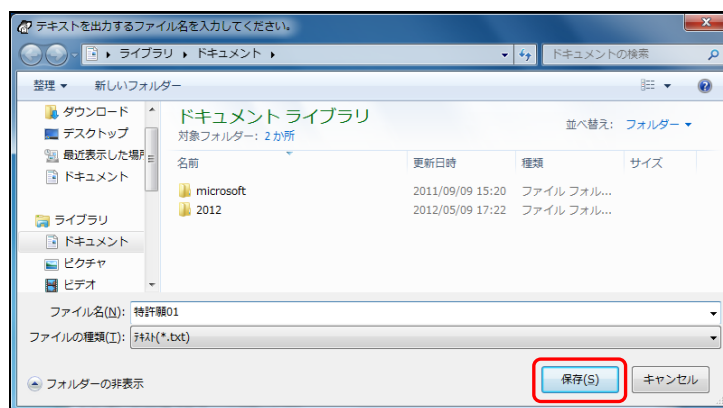 テキストを出力するファイル名を入力してください。
ライブラリ ▸ ドキュメント ▸
ドキュメントの検索
整理 ▼ 新しいフォルダー
ダウンロード
デスクトップ
最近表示した場所
ドキュメント
ライブラリ
ドキュメント
ピクチャ
ビデオ
ドキュメント ライブラリ
対象フォルダー: 2 か所
並べ替え: フォルダー ▼
名前 更新日時 種類 サイズ
microsoft 2011/09/09 15:20 ファイル フォル...
2012 2012/05/09 17:22 ファイル フォル...
ファイル名(N): 特許願01
ファイルの種類(T): ﾃｷｽﾄ(*.txt)
フォルダーの非表示
保存(S) キャンセル